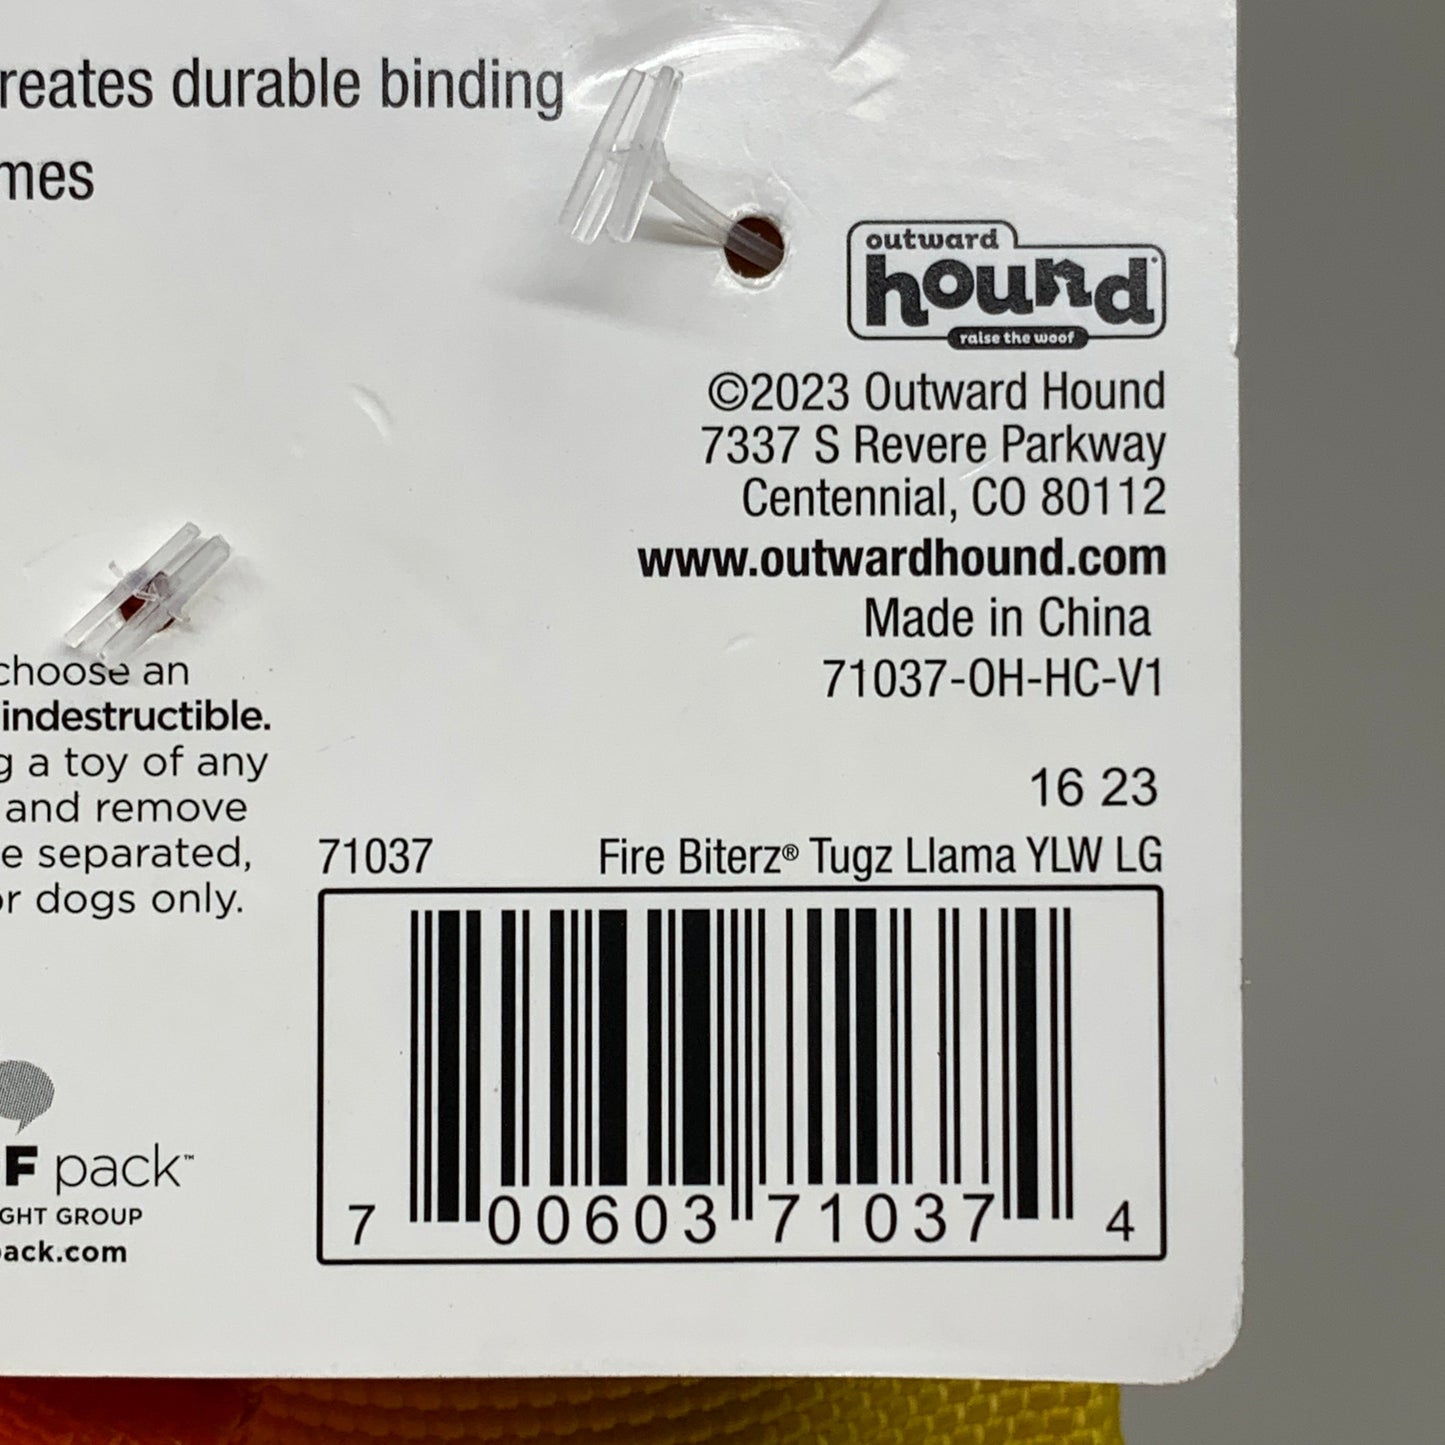 reates durable binding
mes
outward
hound
raise the woof
©2023 Outward Hound
7337 S Revere Parkway
Centennial, CO 80112
www.outwardhound.com
Made in China
71037-OH-HC-V1
choose an
indestructible.
g a toy of any
and remove
e separated,
or dogs only.
16 23
71037 Fire Biterz® Tugz Llama YLW LG
7 00603 71037 4
F pack™
GHT GROUP
ack.com